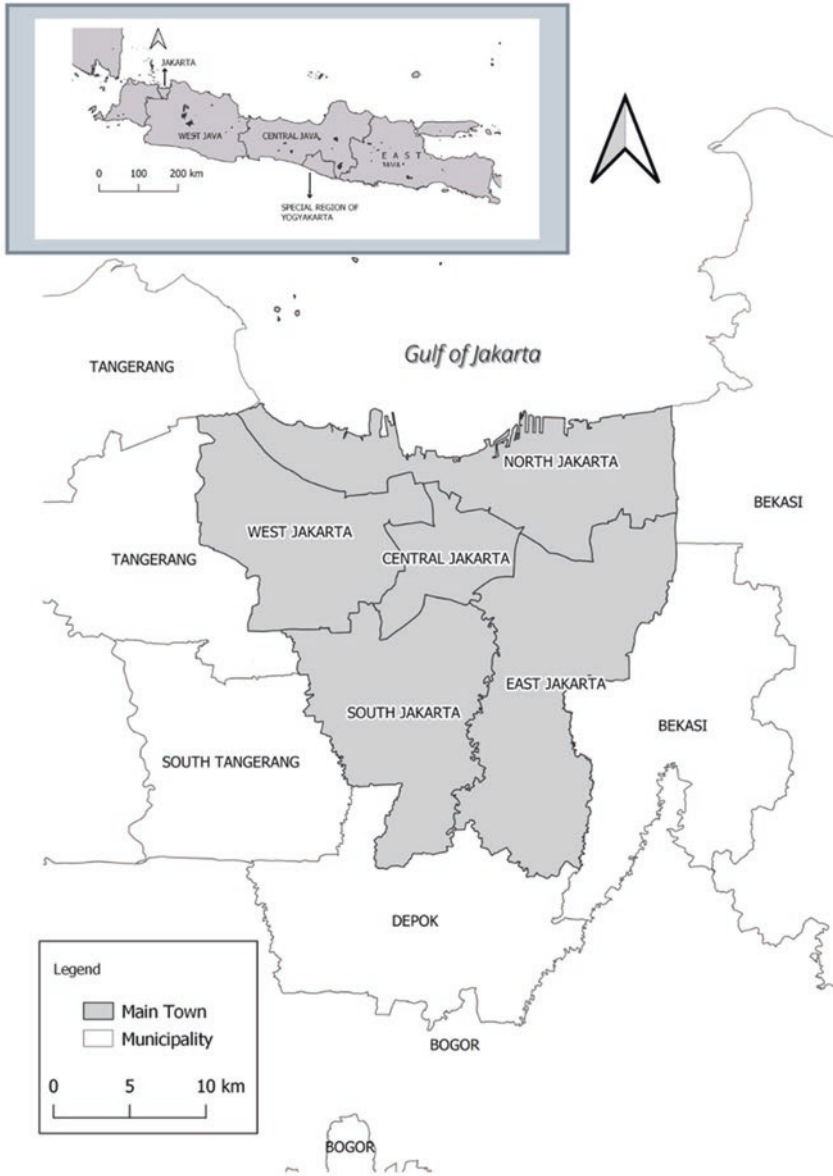 JAKARTA
WEST JAVA
CENTRAL JAVA
EAST
JAVA
0 100 200 km
SPECIAL REGION OF
YOGYAKARTA
Gulf of Jakarta
TANGERANG
NORTH JAKARTA
BEKASI
WEST JAKARTA
CENTRAL JAKARTA
TANGERANG
EAST JAKARTA
SOUTH JAKARTA
BEKASI
SOUTH TANGERANG
DEPOK
Legend
Main Town
Municipality
0 5 10 km
BOGOR
BOGOR